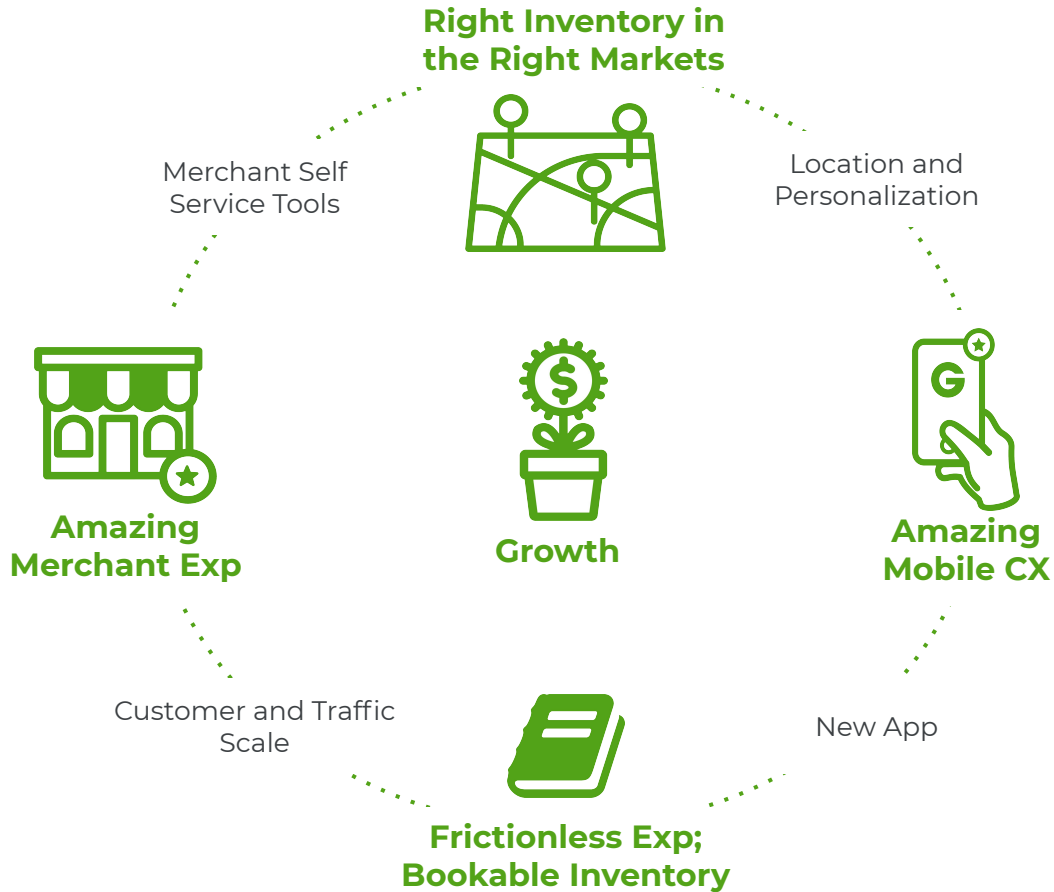 Right Inventory in
the Right Markets
Merchant Self
Service Tools
Location and
Personalization
$
G
Amazing
Merchant Exp
Growth
Amazing
Mobile CX
Customer and Traffic
Scale
New App
Frictionless Exp;
Bookable Inventory